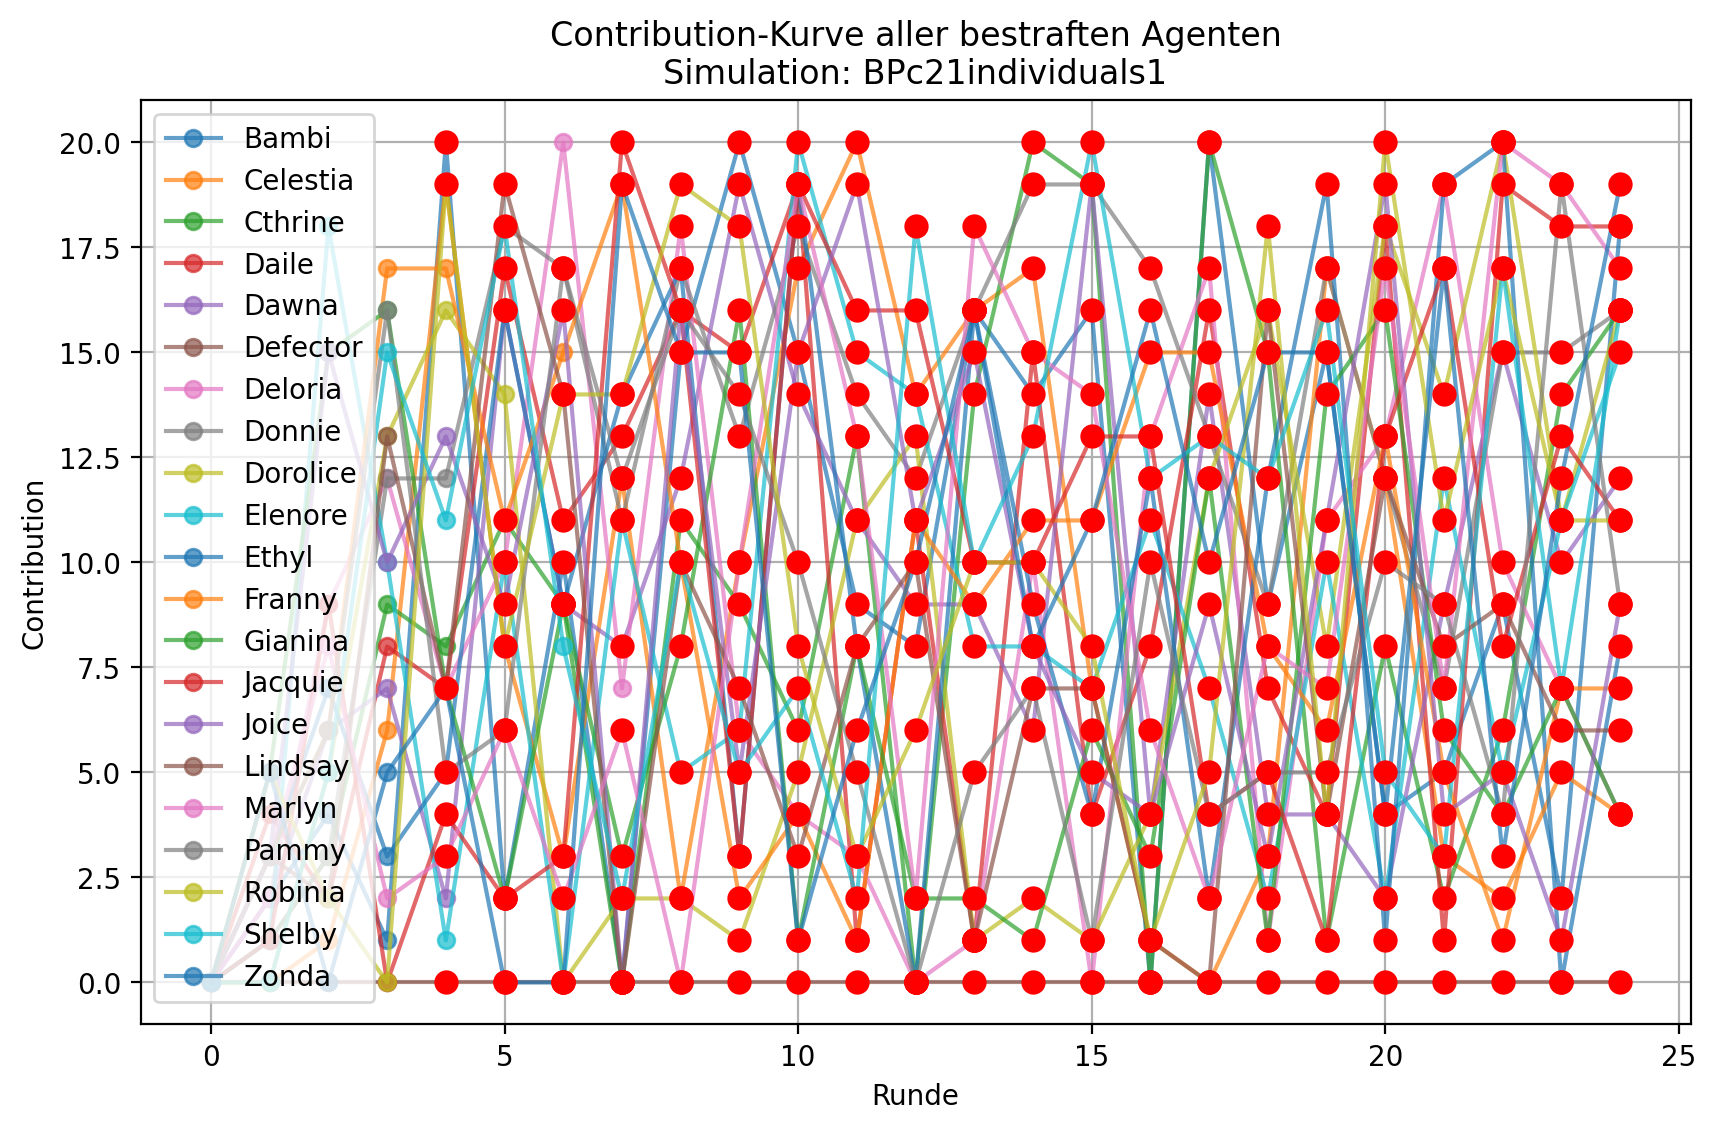 Contribution-Kurve aller bestraften Agenten
Simulation: BPc21individuals1
Contribution
20.0
17.5
15.0
12.5
10.0
7.5
5.0
2.5
0.0
Bambi
Celestia
Cthrine
Daile
Dawna
Defector
Deloria
Donnie
Dorolice
Elenore
Ethyl
Franny
Gianina
Jacquie
Joice
Lindsay
Marlyn
Pammy
Robinia
Shelby
Zonda
0
5
10
15
20
25
Runde